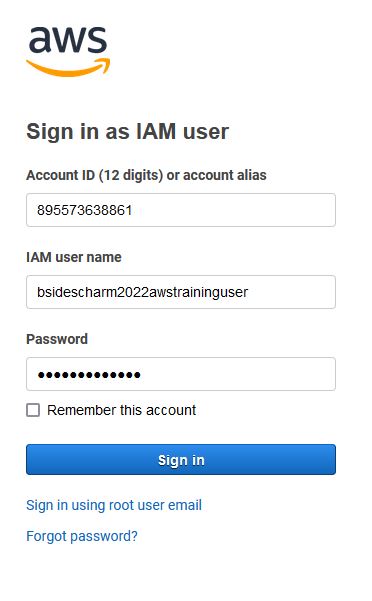 aws
Sign in as IAM user
Account ID (12 digits) or account alias
895573638861
IAM user name
bsidescharm2022awstraininguser
Password
●●●●●●●●●●●●●
Remember this account
Sign in
Sign in using root user email
Forgot password?